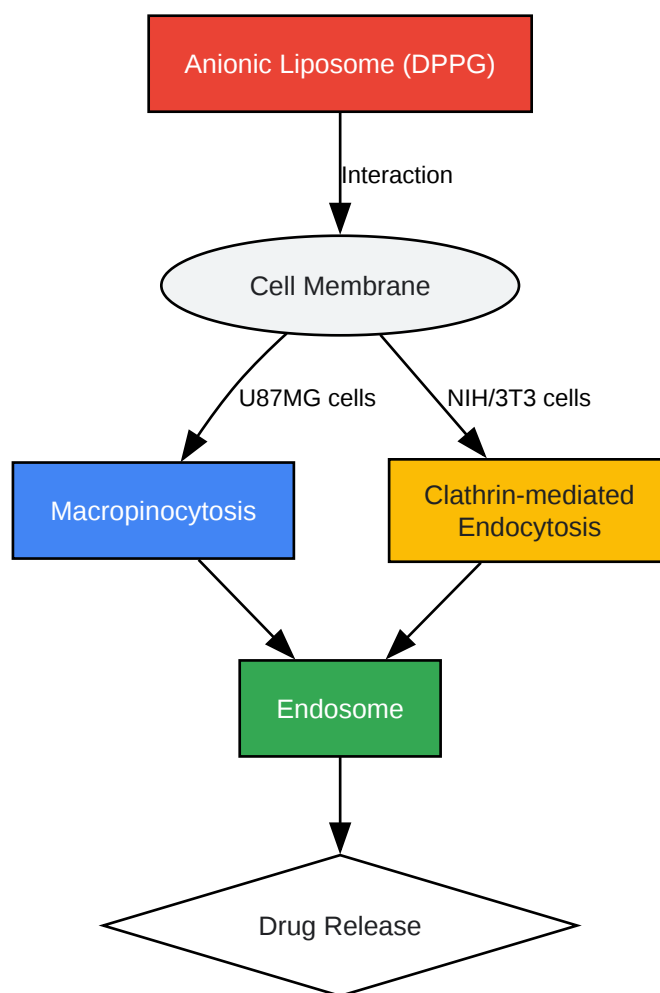 Anionic Liposome (DPPG)
Interaction
Cell Membrane
U87MG cells
NIH/3T3 cells
Macropinocytosis
Clathrin-mediated
Endocytosis
Endosome
Drug Release